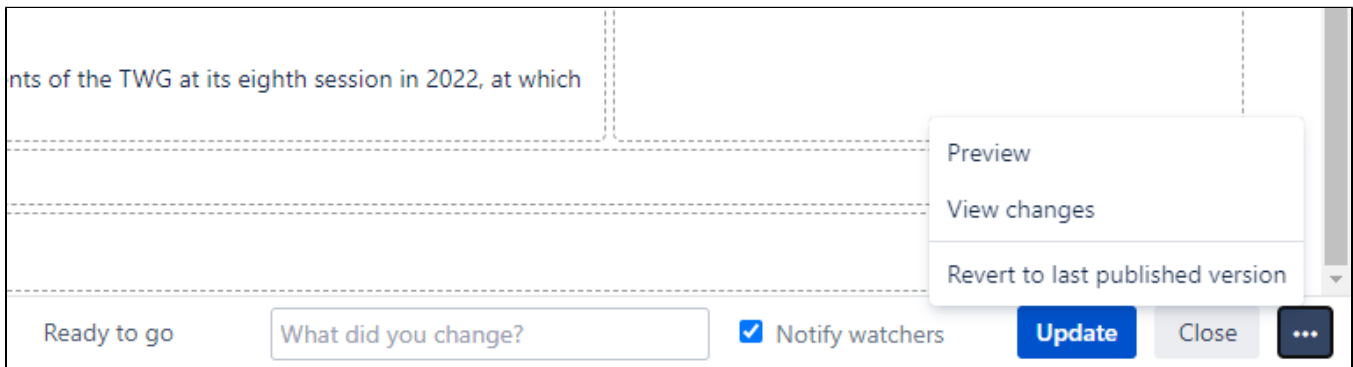 nts of the TWG at its eighth session in 2022, at which
Preview
View changes
Revert to last published version
Ready to go
What did you change?
Notify watchers
Update
Close